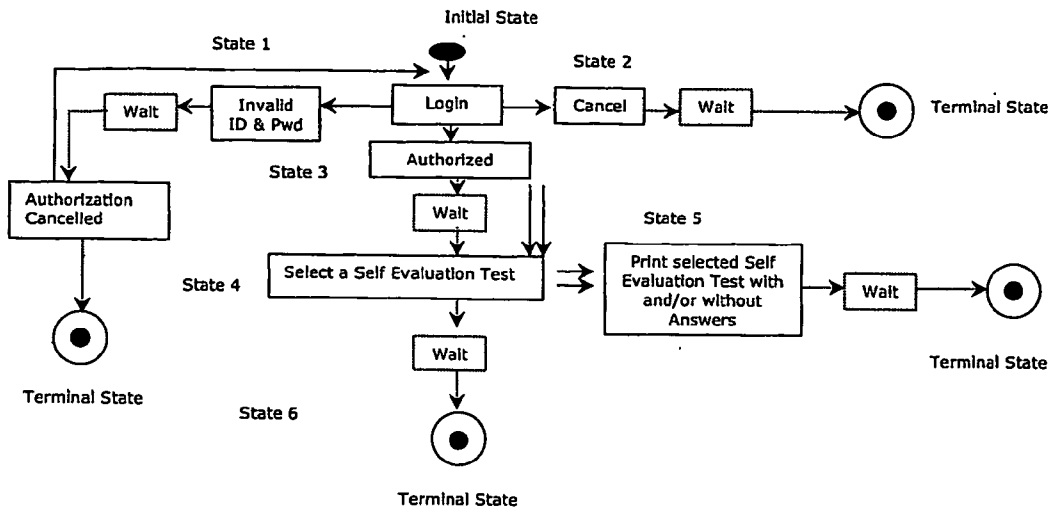 Initial State
State 1
State 2
Wait
Invalid
ID & Pwd
Login
Cancel
Wait
Terminal State
Authorized
State 3
Authorization
Cancelled
Wait
State 5
State 4
Select a Self Evaluation Test
Print selected Self
Evaluation Test with
and/or without
Answers
Wait
Wait
Terminal State
Terminal State
State 6
Terminal State